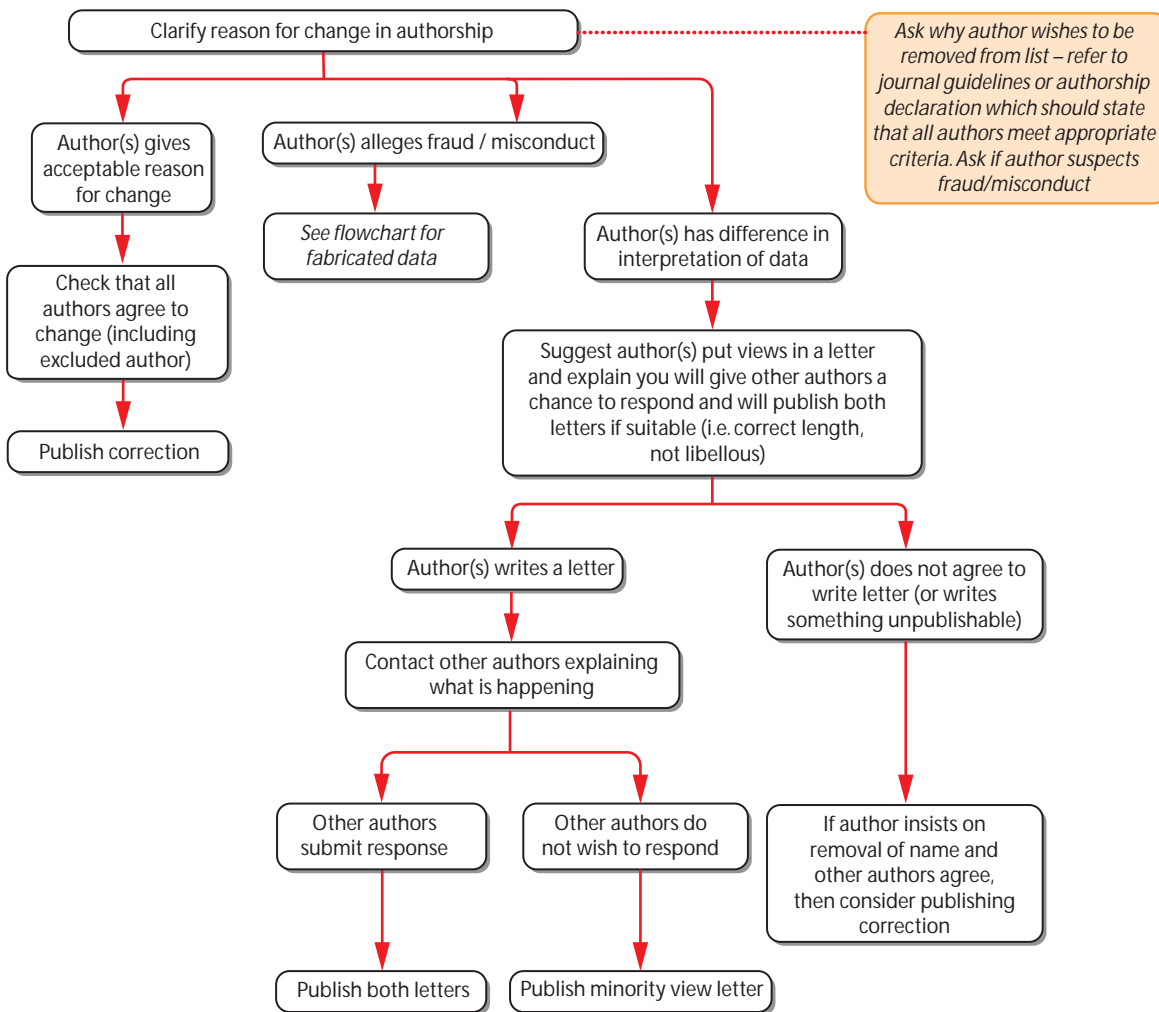 Clarify reason for change in authorship
Ask why author wishes to be
removed from list – refer to
journal guidelines or authorship
declaration which should state
that all authors meet appropriate
criteria. Ask if author suspects
fraud/misconduct
Author(s) gives
acceptable reason
for change
Author(s) alleges fraud / misconduct
See flowchart for
fabricated data
Author(s) has difference in
interpretation of data
Check that all
authors agree to
change (including
excluded author)
Publish correction
Suggest author(s) put views in a letter
and explain you will give other authors a
chance to respond and will publish both
letters if suitable (i.e. correct length,
not libellous)
Author(s) writes a letter
Author(s) does not agree to
write letter (or writes
something unpublishable)
Contact other authors explaining
what is happening
Other authors
submit response
Other authors do
not wish to respond
If author insists on
removal of name and
other authors agree,
then consider publishing
correction
Publish both letters
Publish minority view letter